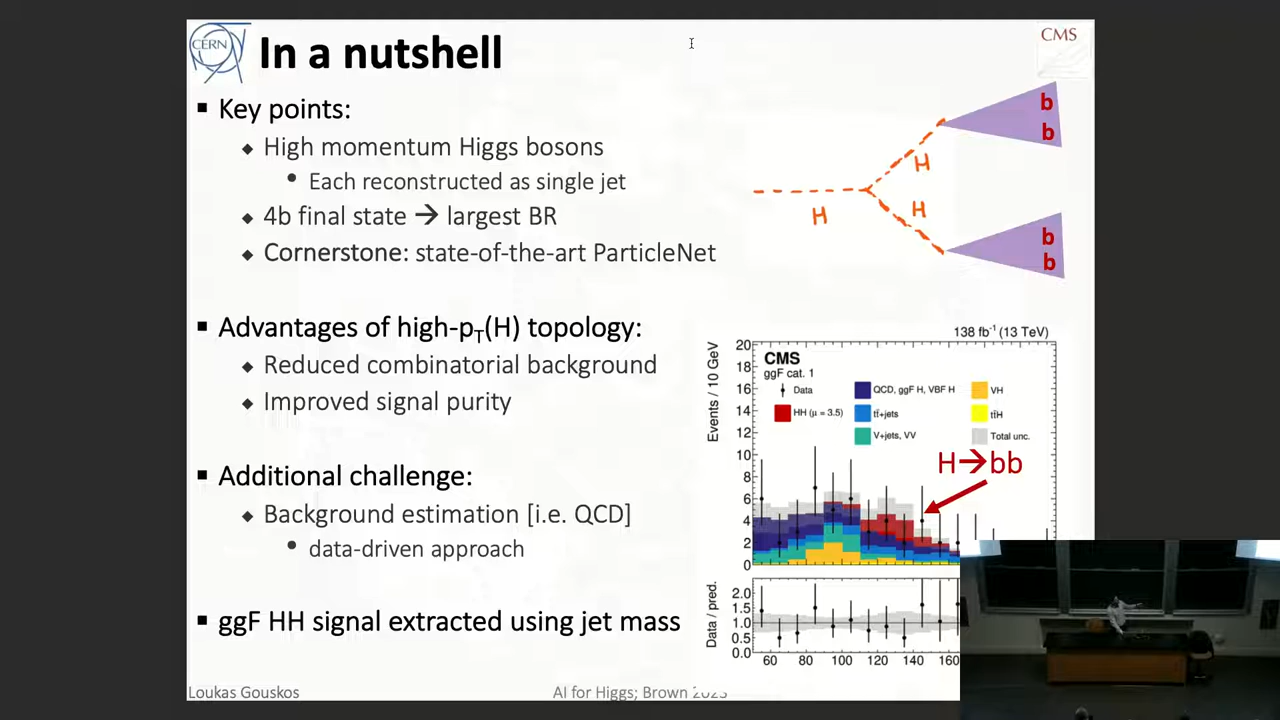 CERN
In a nutshell
CMS
▪ Key points:
◆ High momentum Higgs bosons
• Each reconstructed as single jet
◆ 4b final state → largest BR
◆ Cornerstone: state-of-the-art ParticleNet
b
b
H
H
H
b
b
▪ Advantages of high-pT(H) topology:
◆ Reduced combinatorial background
◆ Improved signal purity
▪ Additional challenge:
◆ Background estimation [i.e. QCD]
• data-driven approach
▪ ggF HH signal extracted using jet mass
138 fb⁻¹ (13 TeV)
CMS
ggF cat. 1
Data
QCD, ggF H, VBF H
VH
HH (μ = 3.5)
tt̄+jets
tt̄H
V+jets, VV
Total unc.
H→bb
Events / 10 GeV
20
18
16
14
12
10
8
6
4
2
0
Data / pred.
2.0
1.5
1.0
0.5
0.0
60 80 100 120 140
Loukas Gouskos
AI for Higgs; Brown